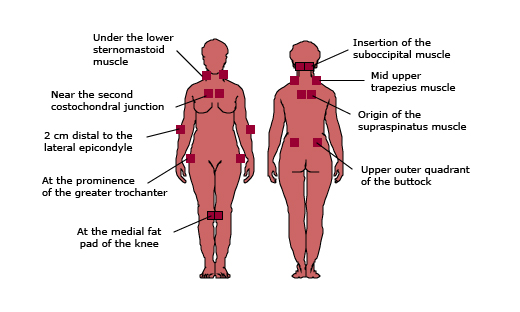 Under the lower
sternomastoid
muscle
Near the second
costochondral junction
2 cm distal to the
lateral epicondyle
At the prominence
of the greater trochanter
At the medial fat
pad of the knee
Insertion of the
suboccipital muscle
Mid upper
trapezius muscle
Origin of the
supraspinatus muscle
Upper outer quadrant
of the buttock